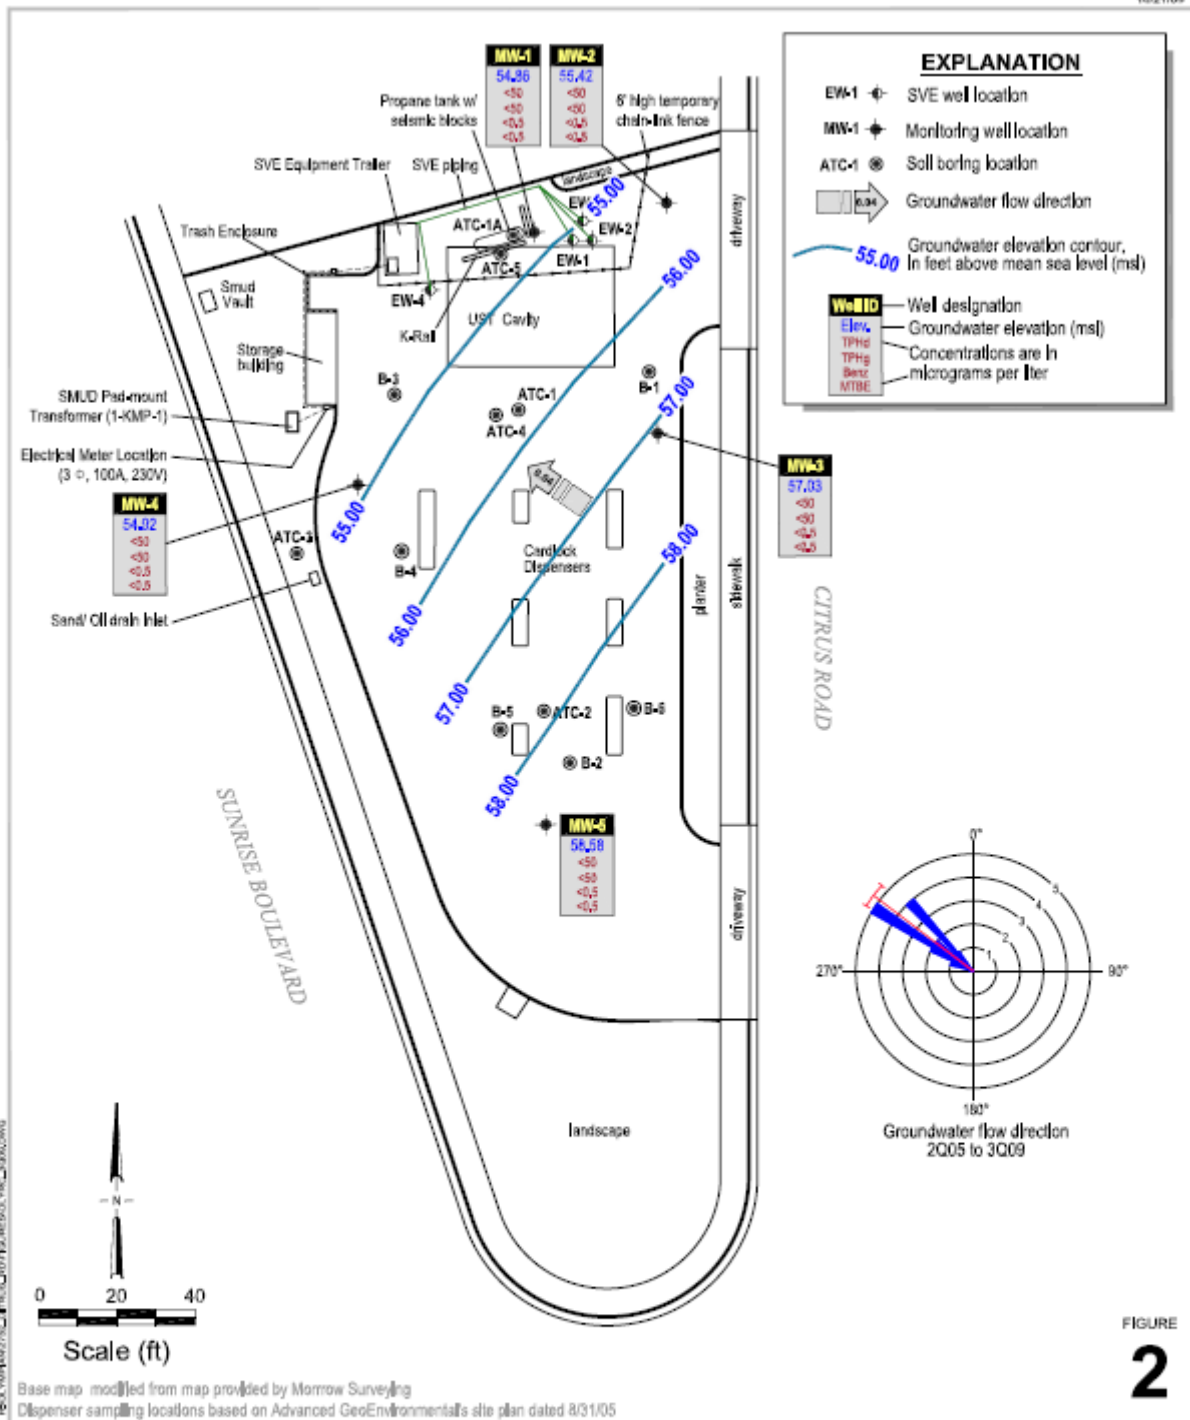 MW-1
54.86
<50
<50
<0.5
<0.5
MW-2
55.42
<50
<50
<0.5
<0.5
Propane tank w/
seismic blocks
6' high temporary
chain-link fence
SVE Equipment Trailer
SVE piping
landscape
Trash Enclosure
ATC-1A
EW-2
EW-1
ATC-5
EW-4
Smud
Vault
K-Rail
UST Cavity
Storage
building
B-3
ATC-1
ATC-4
B-1
SMUD Pad-mount
Transformer (1-KMP-1)
Electrical Meter Location
(3 ○, 100A, 230V)
MW-4
54.02
<50
<50
<0.5
<0.5
ATC-3
B-4
Sand/ Oil drain Inlet
55.00
55.00
56.00
56.00
57.00
57.00
58.00
58.00
0.04
Cardlock
Dispensers
MW-3
57.03
<50
<50
<0.5
<0.5
B-5
ATC-2
B-6
B-2
MW-5
58.58
<50
<50
<0.5
<0.5
driveway
sidewalk
planter
driveway
CITRUS ROAD
SUNRISE BOULEVARD
landscape
EXPLANATION
EW-1 SVE well location
MW-1 Monitoring well location
ATC-1 Soil boring location
0.04 Groundwater flow direction
55.00 Groundwater elevation contour,
in feet above mean sea level (msl)
Well ID Well designation
Elev. Groundwater elevation (msl)
TPHd
TPHg
Benz
MTBE
Concentrations are in
micrograms per liter
0°
5
4
3
2
1
270°
90°
180°
Groundwater flow direction
2Q05 to 3Q09
N
0 20 40
Scale (ft)
FIGURE
2
Base map modified from map provided by Morrrow Surveying
Dispenser sampling locations based on Advanced GeoEnvironmental's site plan dated 8/31/05